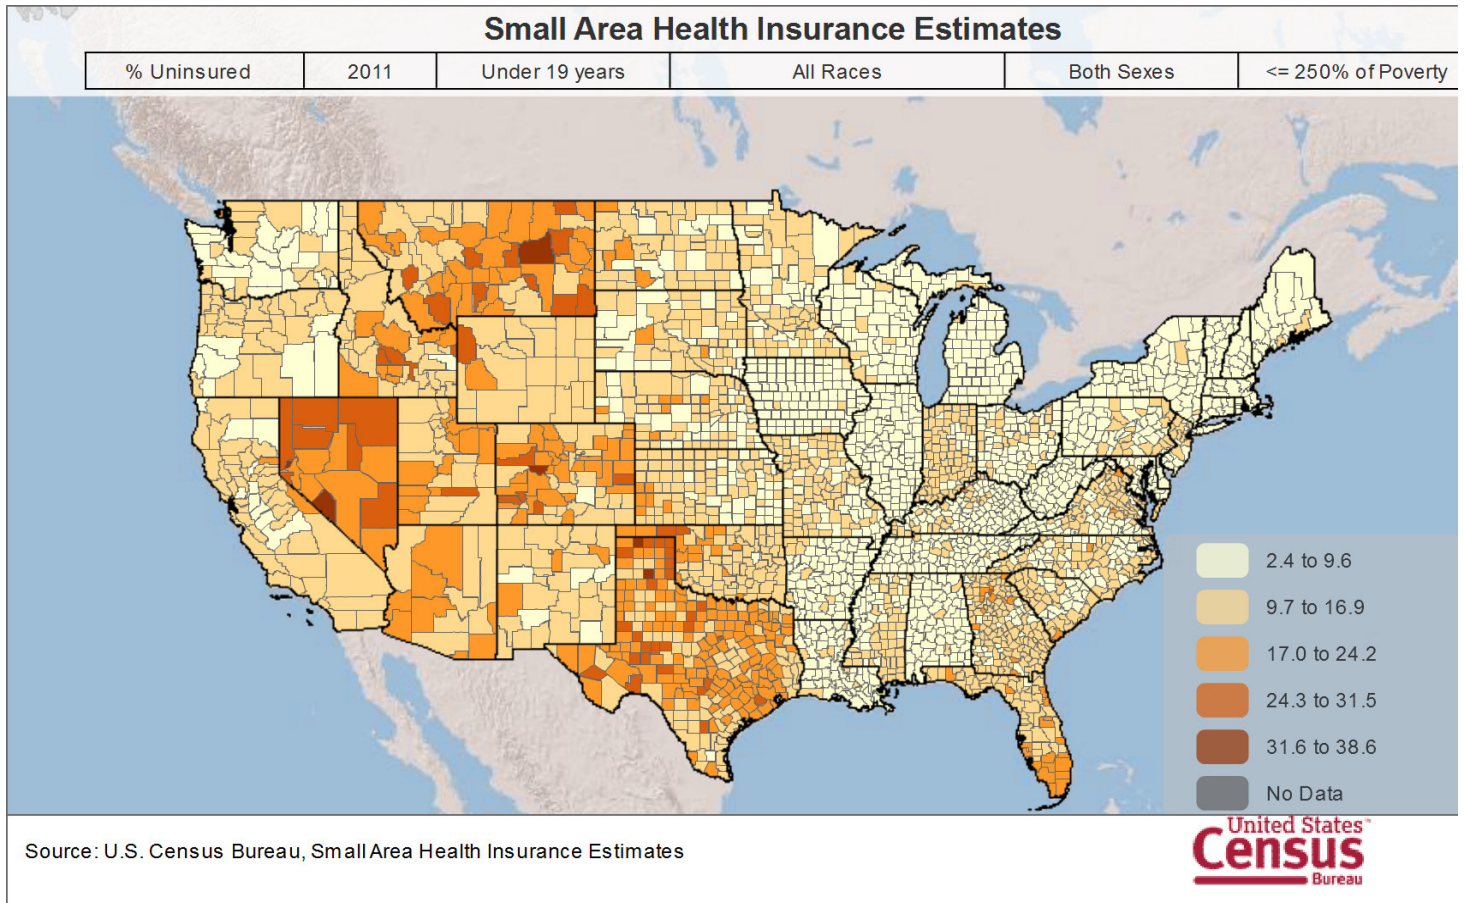 Small Area Health Insurance Estimates
% Uninsured 2011 Under 19 years All Races Both Sexes <= 250% of Poverty
2.4 to 9.6
9.7 to 16.9
17.0 to 24.2
24.3 to 31.5
31.6 to 38.6
No Data
Source: U.S. Census Bureau, Small Area Health Insurance Estimates
United States™
Census
Bureau